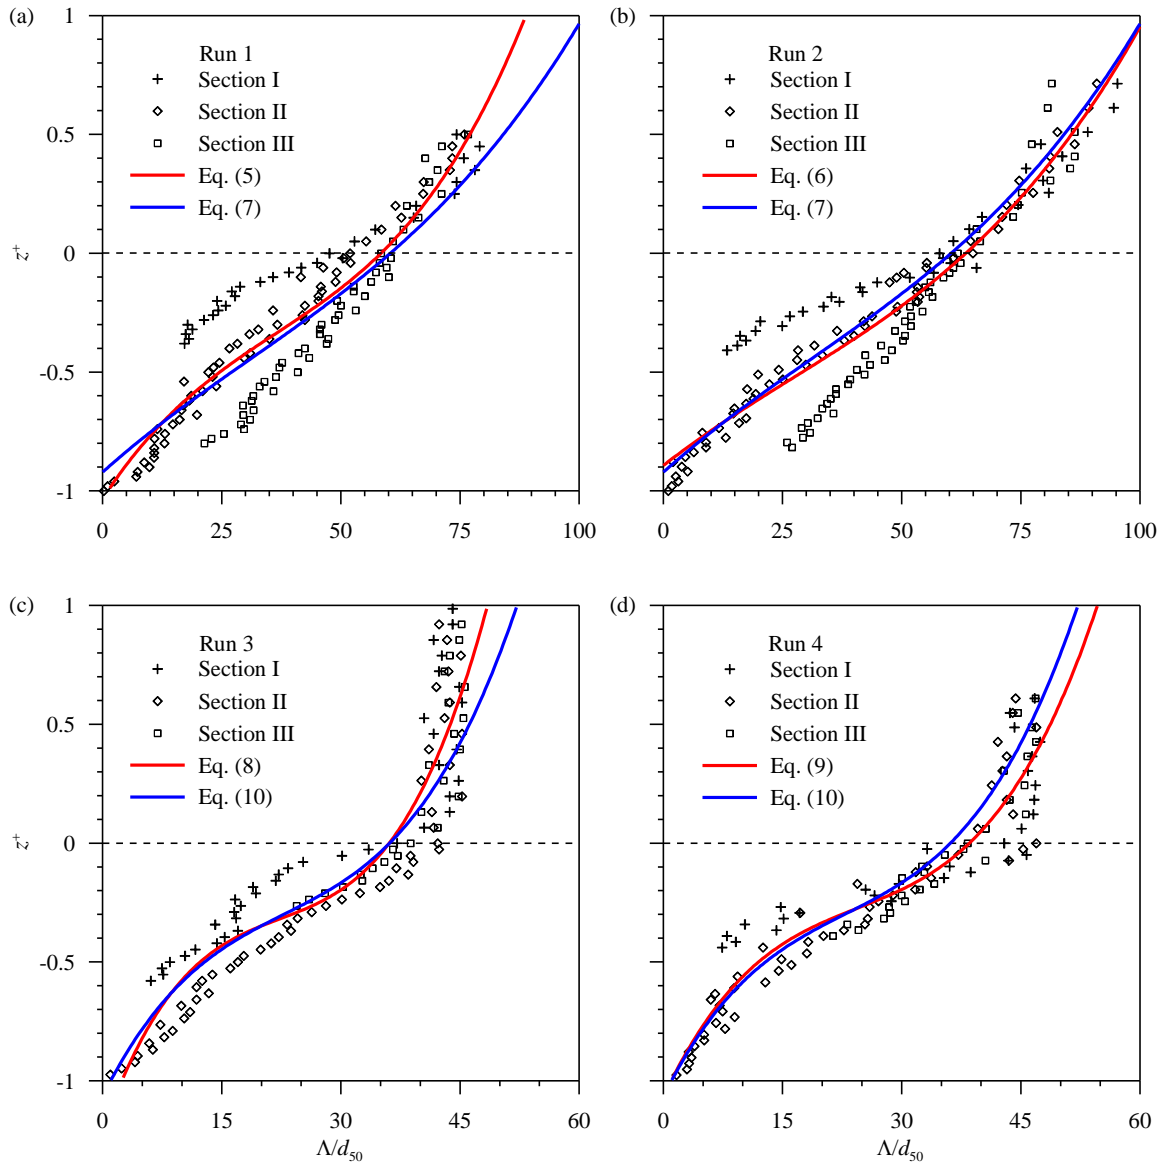 (a)
1
0.5
0
-0.5
-1
z⁺
Run 1
Section I
Section II
Section III
Eq. (5)
Eq. (7)
0
25
50
75
100
(b)
Run 2
Section I
Section II
Section III
Eq. (6)
Eq. (7)
0
25
50
75
100
(c)
1
0.5
0
-0.5
-1
z⁺
Run 3
Section I
Section II
Section III
Eq. (8)
Eq. (10)
0
15
30
45
60
Λ/d₅₀
(d)
Run 4
Section I
Section II
Section III
Eq. (9)
Eq. (10)
0
15
30
45
60
Λ/d₅₀